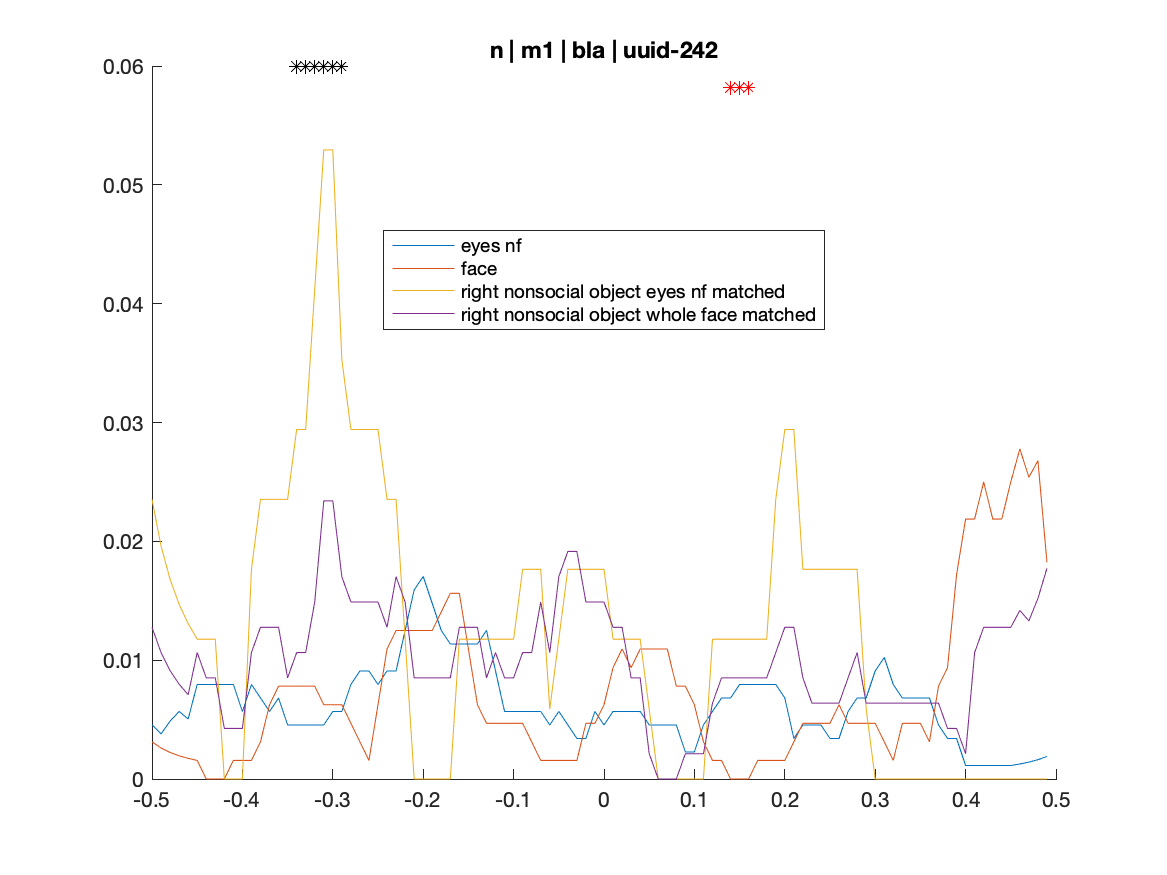 n | m1 | bla | uuid-242
0.06
0.05
0.04
0.03
0.02
0.01
0
eyes nf
face
right nonsocial object eyes nf matched
right nonsocial object whole face matched
-0.5 -0.4 -0.3 -0.2 -0.1 0 0.1 0.2 0.3 0.4 0.5